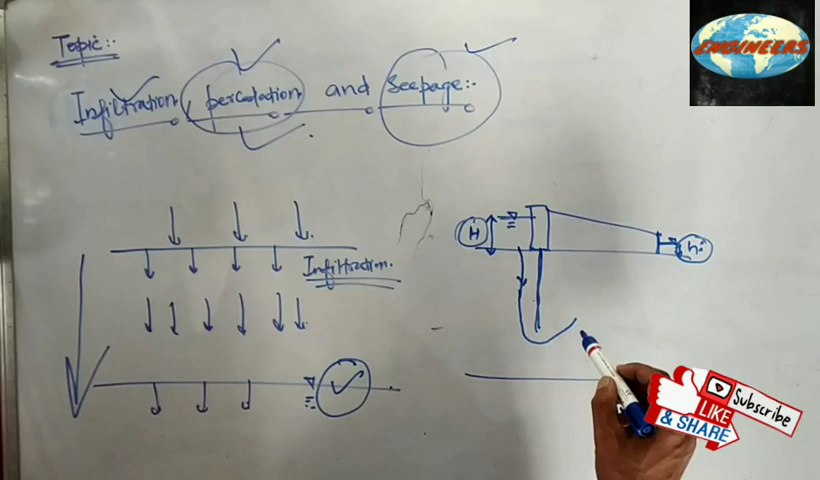 Topic:-
Infiltration, percolation and seepage:-
ENGINEERS
Infiltration.
H
h
Subscribe
LIKE
& SHARE